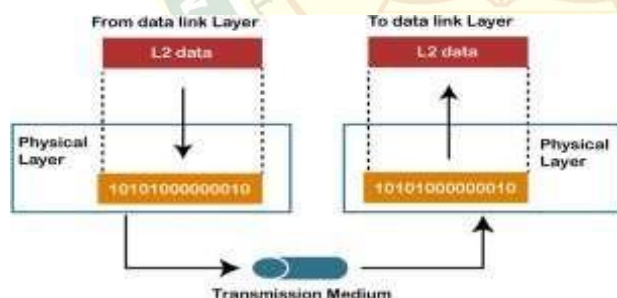 From data link Layer
To data link Layer
L2 data
L2 data
Physical
Layer
Physical
Layer
10101000000010
10101000000010
Transmission Medium